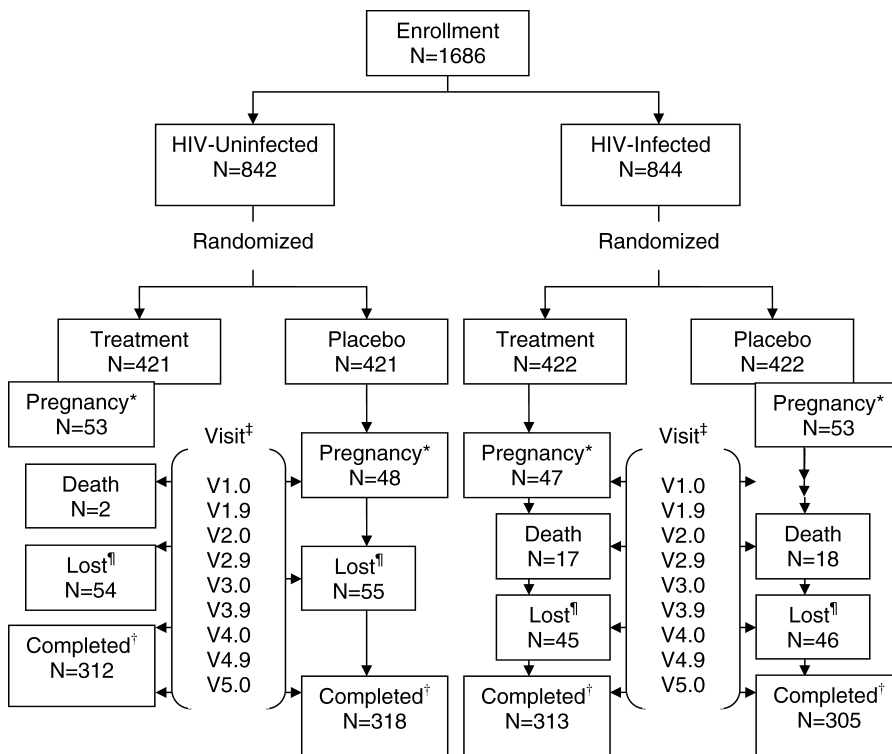 Enrollment
N=1686
HIV-Uninfected
N=842
HIV-Infected
N=844
Randomized
Randomized
Treatment
N=421
Placebo
N=421
Treatment
N=422
Placebo
N=422
Pregnancy*
N=53
Visit‡
V1.0
V1.9
V2.0
V2.9
V3.0
V3.9
V4.0
V4.9
V5.0
Pregnancy*
N=48
Pregnancy*
N=47
Visit‡
V1.0
V1.9
V2.0
V2.9
V3.0
V3.9
V4.0
V4.9
V5.0
Pregnancy*
N=53
Death
N=2
Death
N=17
Death
N=18
Lost¶
N=54
Lost¶
N=55
Lost¶
N=45
Lost¶
N=46
Completed†
N=312
Completed†
N=318
Completed†
N=313
Completed†
N=305